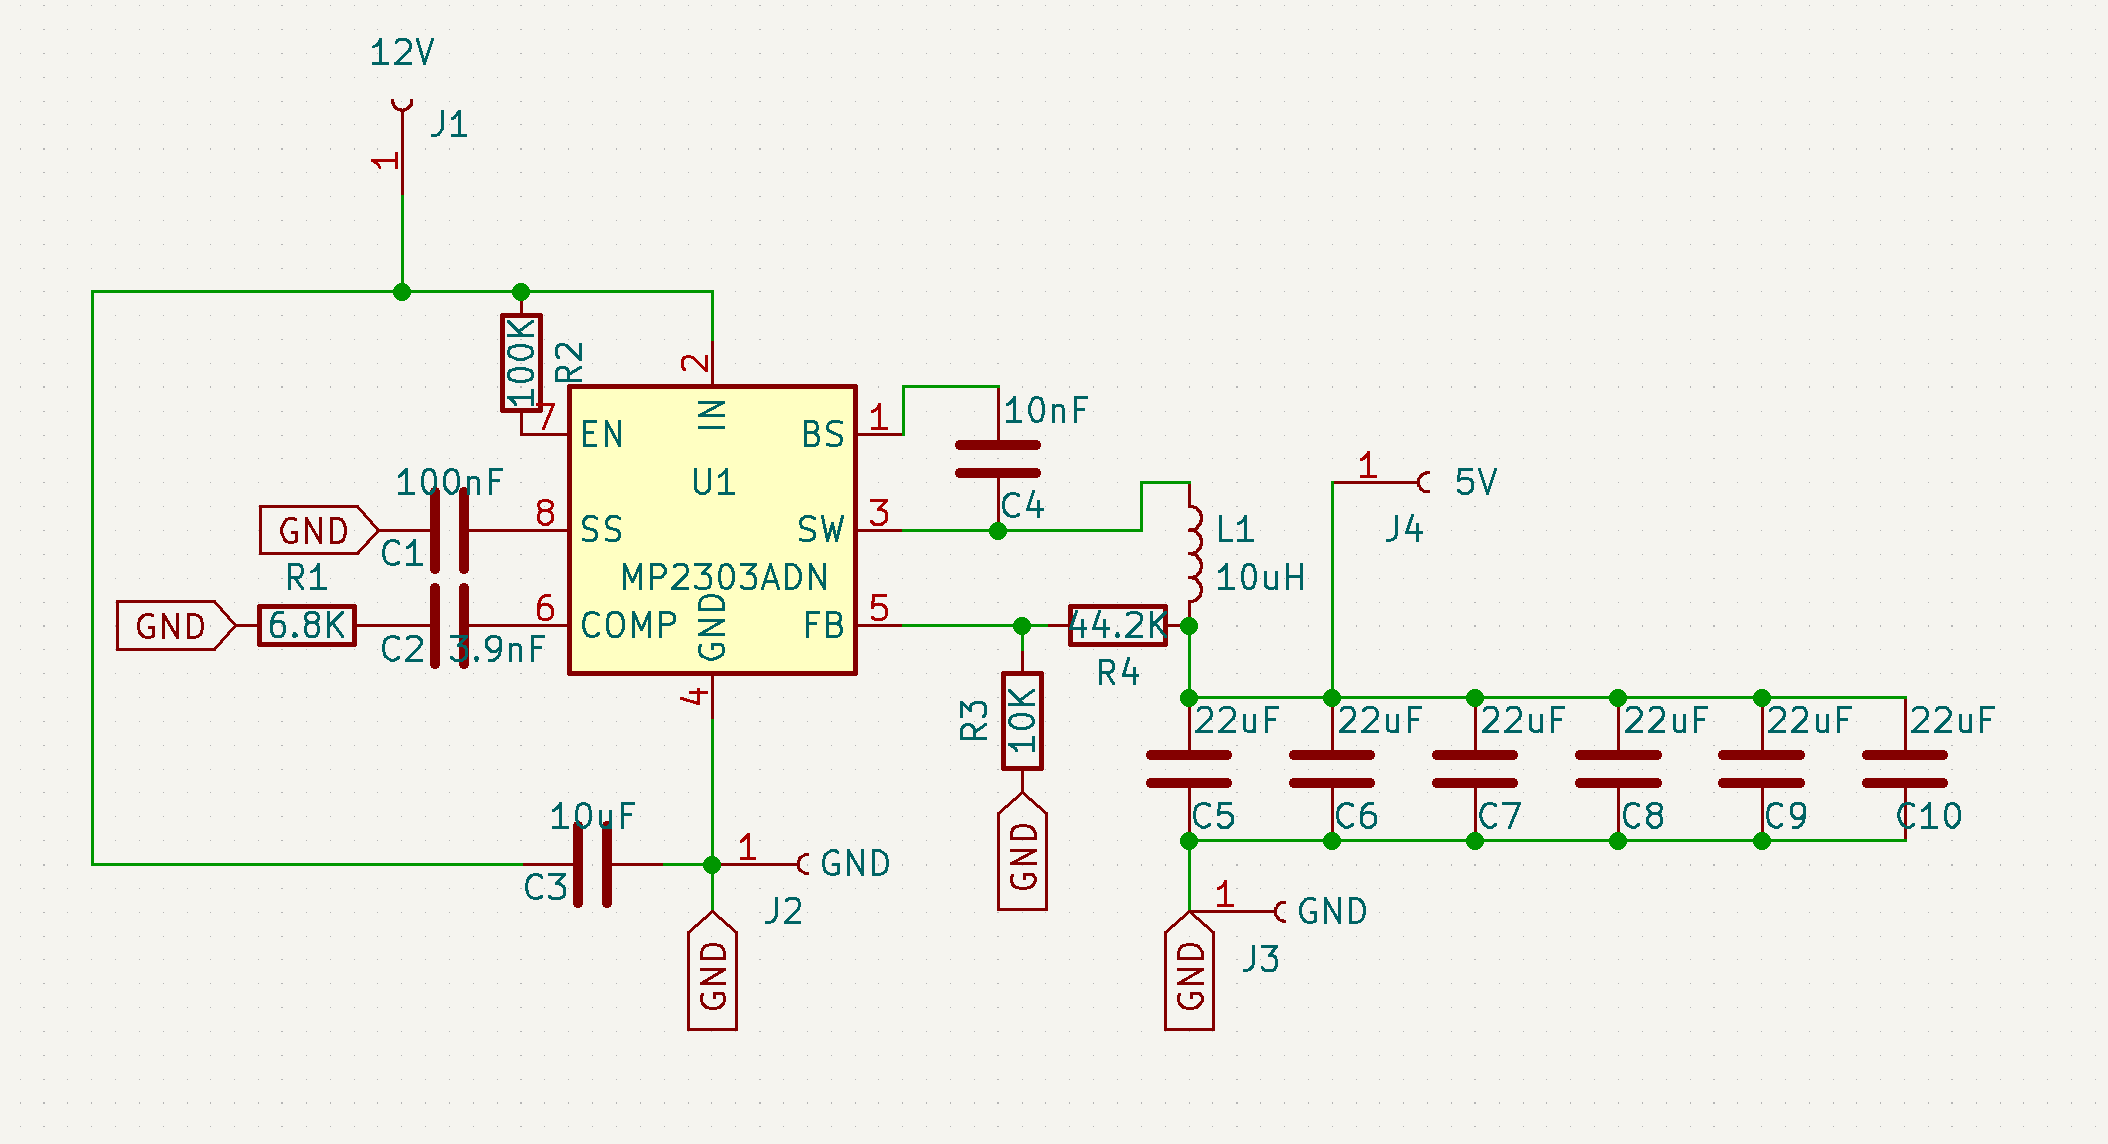 12V
J1
1
100K
R2
2
7
EN
IN
BS
1
10nF
C4
U1
100nF
GND
C1
8
SS
SW
3
MP2303ADN
R1
GND
6.8K
C2
3.9nF
6
COMP
GND
FB
5
4
L1
10uH
1
5V
J4
44.2K
R4
R3
10K
GND
22uF
22uF
22uF
22uF
22uF
22uF
C5
C6
C7
C8
C9
C10
10uF
C3
1
GND
J2
GND
1
GND
J3
GND